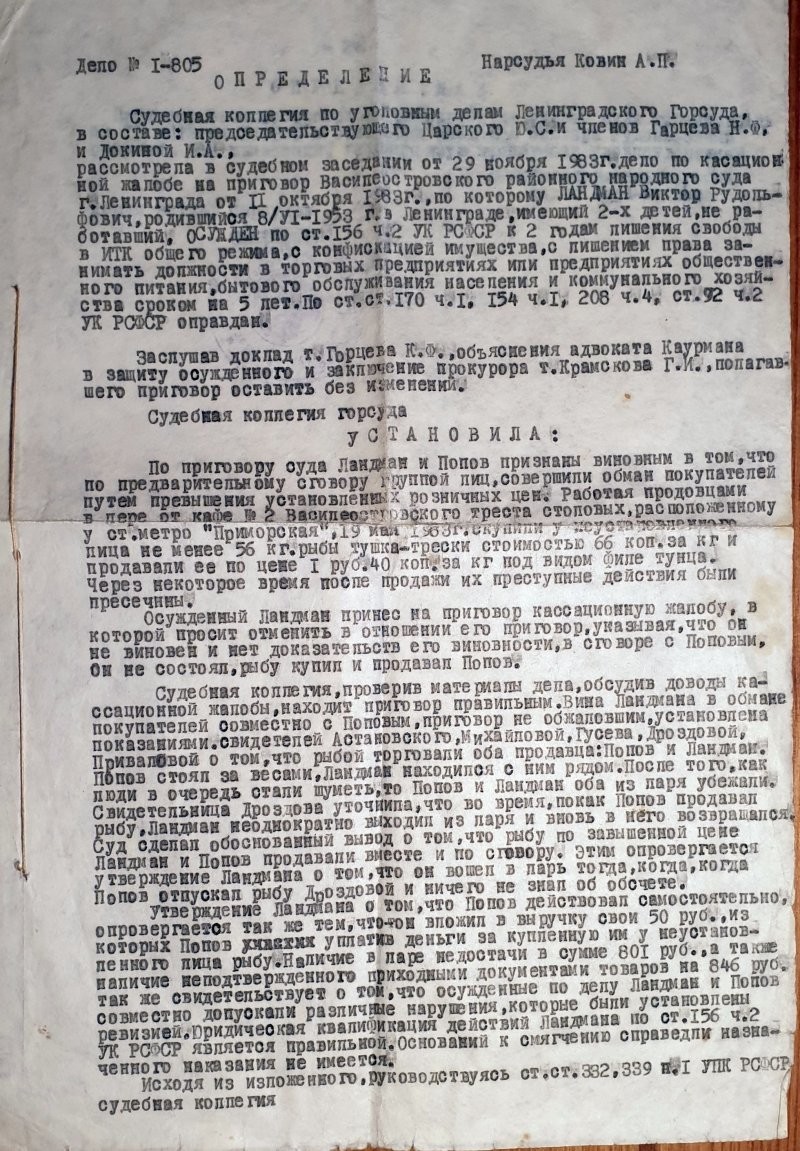 Дело № I-805 Нарсудья Ковин А.П.
ОПРЕДЕЛЕНИЕ
Судебная коллегия по уголовным делам Ленинградского Горсуда,
в составе: председательствующего Царского Ю.С.и членов Гарцева Н.Ф.
и Докиной И.А.,
рассмотрела в судебном заседании от 29 ноября 1983г.дело по касацион
ной жалобе на приговор Василеостровского районного народного суда
г.Ленинграда от II октября 1983г.,по которому ЛАНДМАН Виктор Рудоль-
фович,родившийся 8/УI-1953 г.в Ленинграде,имеющий 2-х детей,не ра-
ботавший, ОСУЖДЕН по ст.156 ч.2 УК РСФСР к 2 годам лишения свободы
в ИТК общего режима,с конфискацией имущества,с лишением права за-
нимать должности в торговых предприятиях или предприятиях обществен-
ного питания,бытового обслуживания населения и коммунального хозяй-
ства сроком на 5 лет.По ст.ст.170 ч.I, 154 ч.I, 208 ч.4, ст.92 ч.2
УК РСФСР оправдан.
Заслушав доклад т.Горцева К.Ф.,объяснения адвоката Каурмана
в защиту осужденного и заключение прокурора т.Крамскова Г.И.,полагав-
шего приговор оставить без изменений.
Судебная коллегия горсуда
УСТАНОВИЛА:
По приговору суда Ландман и Попов признаны виновным в том,что
по предварительному сговору группой лиц,совершили обман покупателей
путем превышения установленных розничных цен. Работая продовцами
в ларе от кафе № 2 Василеостровского треста столовых,расположенному
у ст.метро "Приморская",19 мая 1983г.скупили у неустановленного
лица не менее 56 кг.рыбы тушка-трески стоимостью 66 коп.за кг и
продавали ее по цене I руб.40 коп.за кг под видом филе тунца.
Через некоторое время после продажи их преступные действия были
пресечнны.
Осужденный Ландман принес на приговор кассационную жалобу, в
которой просит отменить в отношении его приговор,указывая,что он
не виновен и нет доказательств его виновности,в сговоре с Поповым,
Он не состоял,рыбу купил и продавал Попов.
Судебная коллегия,проверив материалы дела,обсудив доводы ка-
ссационной жалобы,находит приговор правильным.Вина Ландмана в обмане
покупателей совместно с Поповым,приговор не обжаловшим,установлена
показаниями.свидетелей Астановского,Михайловой,Гусева,Дроздовой,
Приваловой о том,что рыбой торговали оба продавца:Попов и Ландман.
Попов стоял за весами,Ландман находился с ним рядом.После того,как
люди в очередь стали шуметь,то Попов и Ландман оба из ларя убежали.
Свидетельница Дроздова уточнила,что во время,покак Попов продавал
рыбу,Ландман неоднократно выходил из ларя и вновь в него возвращался.
Суд сделал обоснованный вывод о том,что рыбу по завышенной цене
Ландман и Попов продавали вместе и по сговору. Этим опровергается
утверждение Ландмана о том,что он вошел в ларь тогда,когда,когда
Попов отпускал рыбу Дроздовой и ничего не знал об обсчете.
Утверждение Ландмана о том,что Попов действовал самостоятельно,
опровергается так же тем,что-он вложил в выручку свои 50 руб.,из
которых Попов уплатив деньги за купленную им у неустанов-
ленного лица рыбу.Наличие в ларе недостачи в сумме 801 руб.,а также
наличие неподтвержденного приходными документами товаров на 846 руб.
так же свидетельствует о том,что осужденные по делу Ландман и Попов
совместно допускали различные нарушения,которые были установлены
ревизией.Юридическая квалификация действий Ландмана по ст.156 ч.2
УК РСФСР является правильной.Оснований к смягчению справедли назна-
ченного наказания не имеется.
Исходя из изложенного,руководствуясь ст.ст.332,339 п.I УПК РСФСР
судебная коллегия